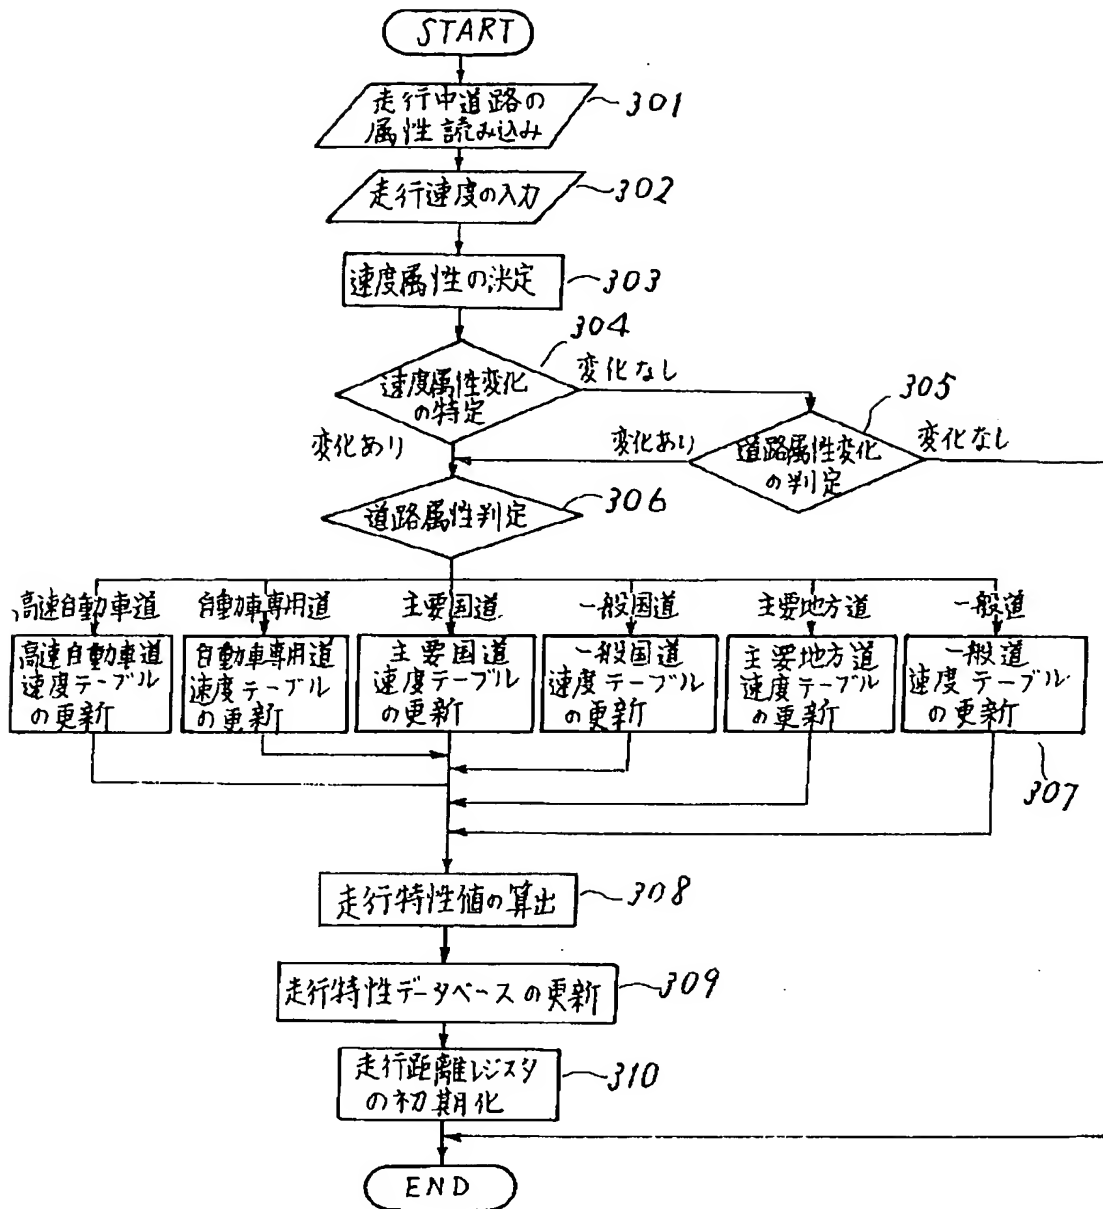 START
走行中道路の
属性読み込み
301
走行速度の入力
302
速度属性の決定
303
304
速度属性変化
の特定
変化なし
変化あり
305
道路属性変化
の判定
変化あり
変化なし
道路属性判定
306
高速自動車道
自動車専用道
主要国道
一般国道
主要地方道
一般道
高速自動車道
速度テーブル
の更新
自動車専用道
速度テーブル
の更新
主要国道
速度テーブル
の更新
一般国道
速度テーブル
の更新
主要地方道
速度テーブル
の更新
一般道
速度テーブル
の更新
307
走行特性値の算出
308
走行特性データベースの更新
309
走行距離レジスタ
の初期化
310
END